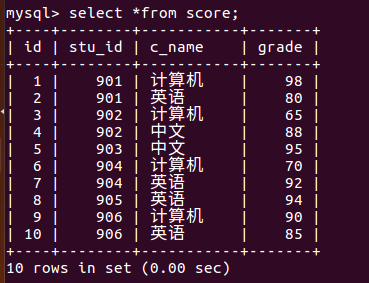 mysql> select *from score;
+----+--------+-----------+-------+
| id | stu_id | c_name | grade |
+----+--------+-----------+-------+
| 1 | 901 | 计算机 | 98 |
| 2 | 901 | 英语 | 80 |
| 3 | 902 | 计算机 | 65 |
| 4 | 902 | 中文 | 88 |
| 5 | 903 | 中文 | 95 |
| 6 | 904 | 计算机 | 70 |
| 7 | 904 | 英语 | 92 |
| 8 | 905 | 英语 | 94 |
| 9 | 906 | 计算机 | 90 |
| 10 | 906 | 英语 | 85 |
+----+--------+-----------+-------+
10 rows in set (0.00 sec)